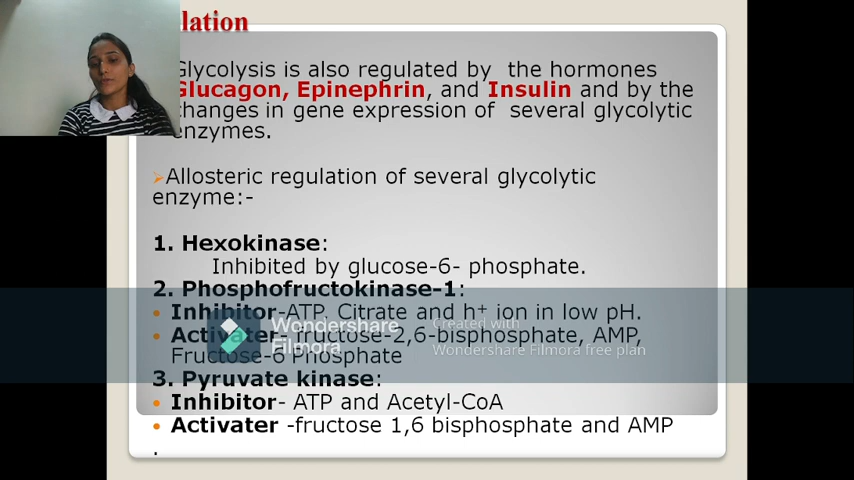 lation
Glycolysis is also regulated by the hormones
Glucagon, Epinephrin, and Insulin and by the
changes in gene expression of several glycolytic
enzymes.
Allosteric regulation of several glycolytic
enzyme:-
1. Hexokinase:
Inhibited by glucose-6- phosphate.
2. Phosphofructokinase-1:
Inhibitor-ATP. Citrate and h+ ion in low pH.
Activater- fructose-2,6-bisphosphate, AMP,
Fructose-6 Phosphate
Wondershare
Filmora
Created with
Wondershare Filmora free plan
3. Pyruvate kinase:
Inhibitor- ATP and Acetyl-CoA
Activater -fructose 1,6 bisphosphate and AMP
.